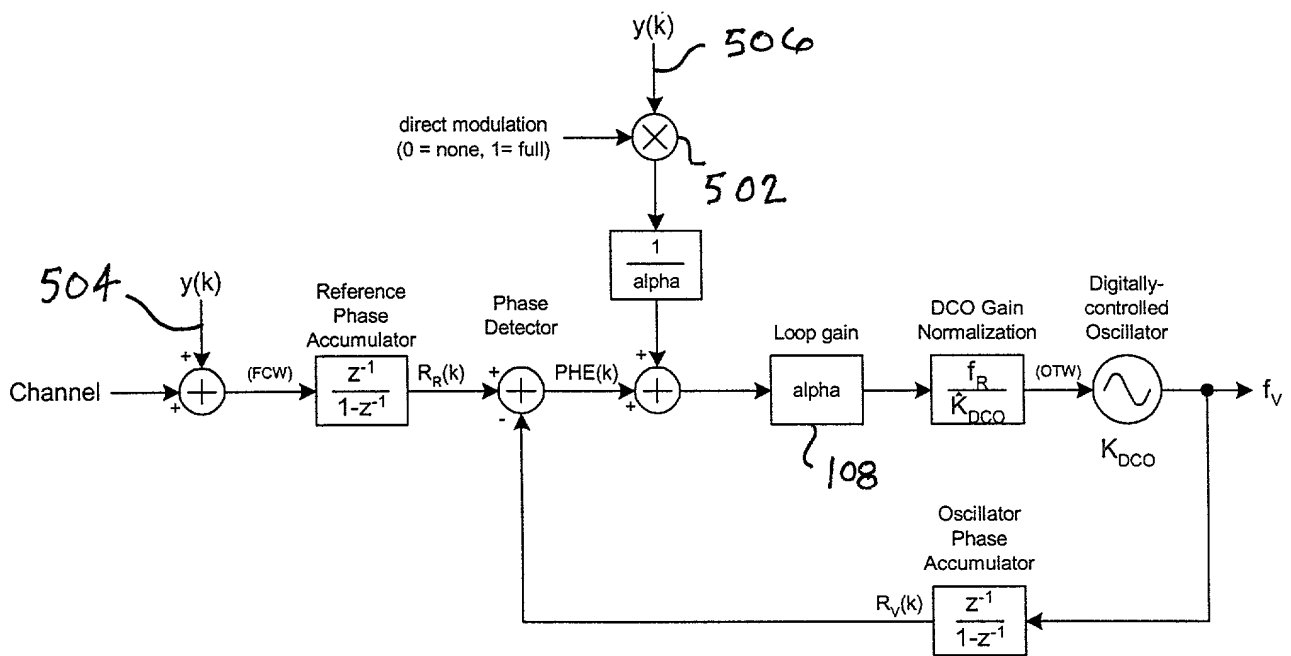 y(k)
506
direct modulation
(0 = none, 1= full)
502
1
alpha
504
y(k)
Reference
Phase
Accumulator
Phase
Detector
Loop gain
DCO Gain
Normalization
Digitally-
controlled
Oscillator
+
+
+
Channel
+
+
(FCW)
z⁻¹
1-z⁻¹
R_R(k)
+
-
PHE(k)
+
alpha
f_R
K̂_DCO
(OTW)
f_V
K_DCO
108
Oscillator
Phase
Accumulator
R_V(k)
z⁻¹
1-z⁻¹